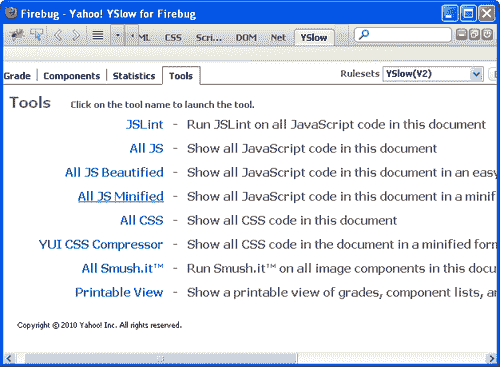 Firebug - Yahoo! YSlow for Firebug
ML CSS Scri... DOM Net YSlow
Grade Components Statistics Tools Rulesets YSlow(V2)
Tools Click on the tool name to launch the tool.
JSLint - Run JSLint on all JavaScript code in this document
All JS - Show all JavaScript code in this document
All JS Beautified - Show all JavaScript code in this document in an easy
All JS Minified - Show all JavaScript code in this document in a minif
All CSS - Show all CSS code in this document
YUI CSS Compressor - Show all CSS code in the document in a minified form
All Smush.it™ - Run Smush.it™ on all image components in this docu
Printable View - Show a printable view of grades, component lists, a
Copyright © 2010 Yahoo! Inc. All rights reserved.